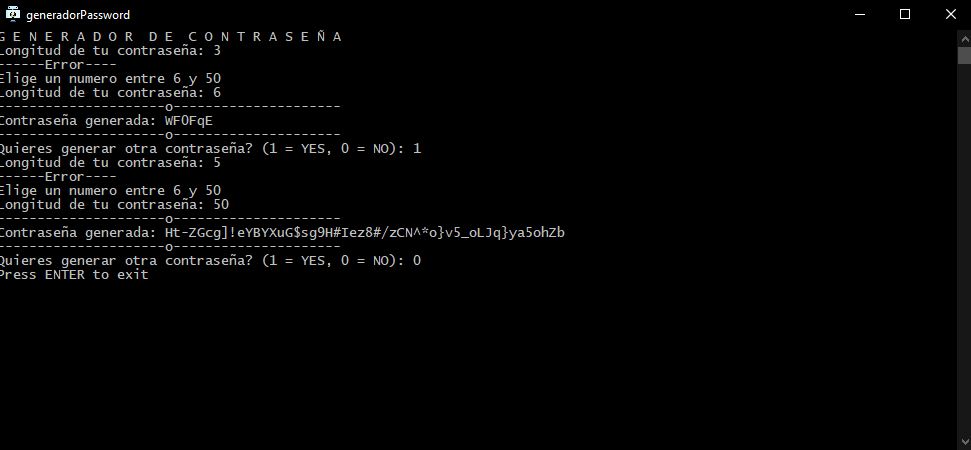 generadorPassword
G E N E R A D O R  D E  C O N T R A S E Ñ A
Longitud de tu contraseña: 3
------Error----
Elige un numero entre 6 y 50
Longitud de tu contraseña: 6
---------------------o---------------------
Contraseña generada: WF0FqE
---------------------o---------------------
Quieres generar otra contraseña? (1 = YES, 0 = NO): 1
Longitud de tu contraseña: 5
------Error----
Elige un numero entre 6 y 50
Longitud de tu contraseña: 50
---------------------o---------------------
Contraseña generada: Ht-ZGcg]!eYBYXuG$sg9H#Iez8#/zCN^*o}v5_oLJq}ya5ohZb
---------------------o---------------------
Quieres generar otra contraseña? (1 = YES, 0 = NO): 0
Press ENTER to exit